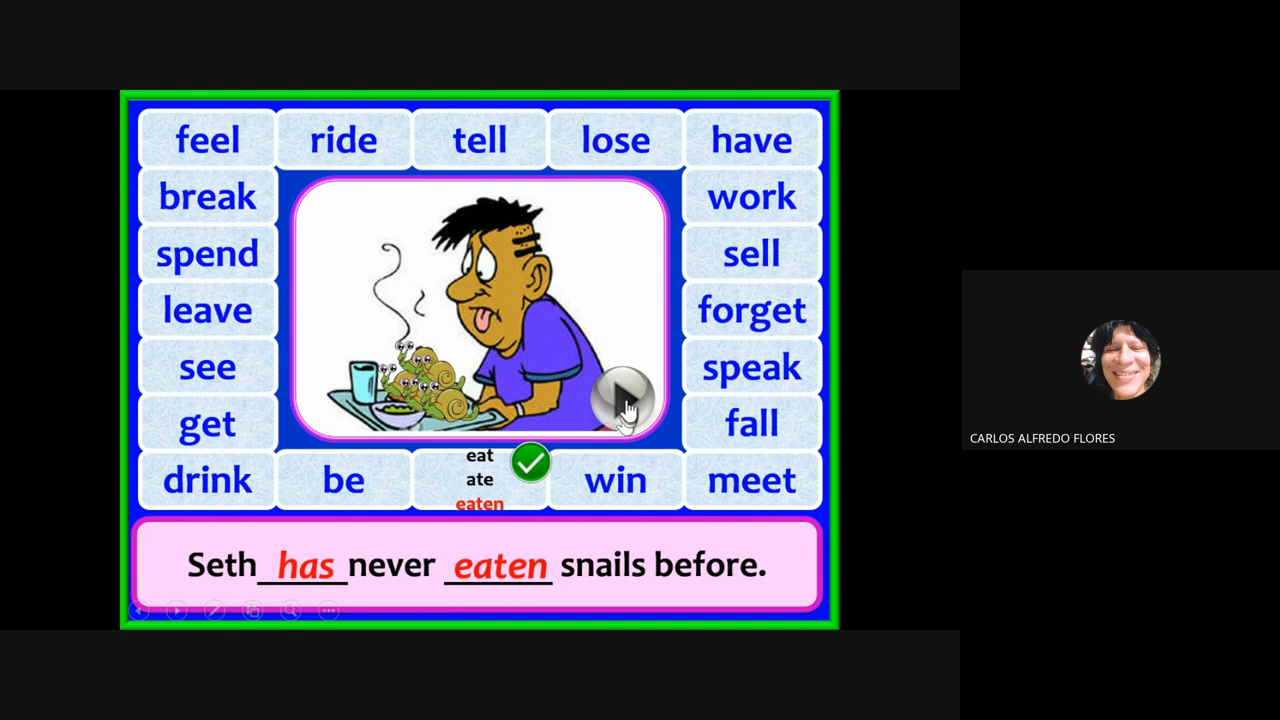 feel ride tell lose have
break work
spend sell
leave forget
see speak
get fall
drink be eat win meet
ate
eaten
Seth has never eaten snails before.
CARLOS ALFREDO FLORES